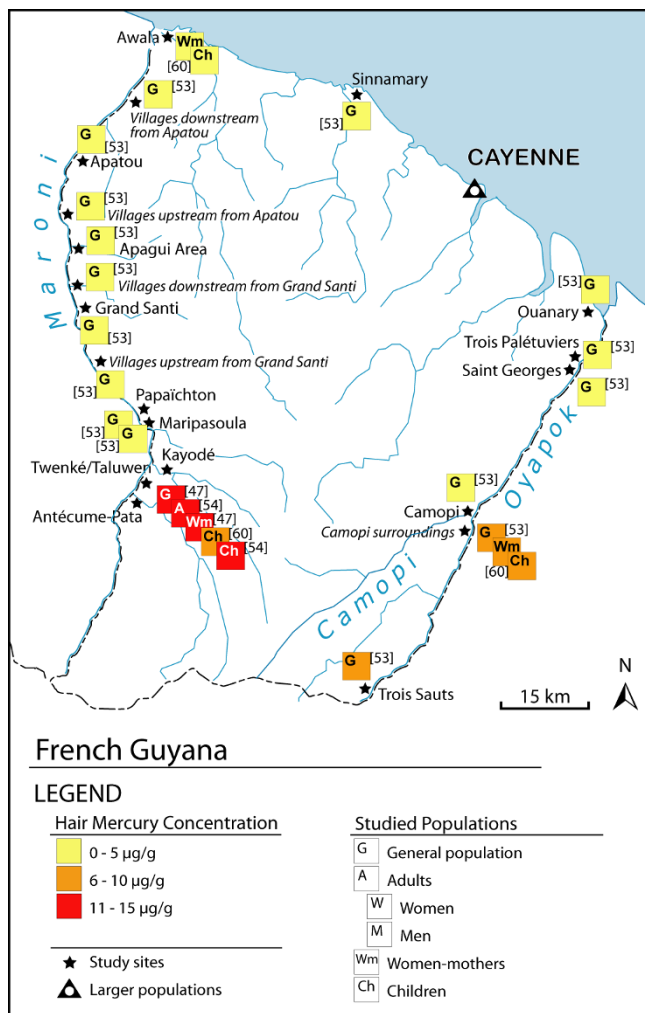 Awala
Wm
Ch
[60]
G
[53]
Villages downstream
from Apatou
Sinnamary
G
[53]
G
[53]
Apatou
CAYENNE
Maroni
G
[53]
Villages upstream from Apatou
G
[53]
Apagui Area
G
[53]
Villages downstream from Grand Santi
Grand Santi
G
[53]
Villages upstream from Grand Santi
G
[53]
[53]
G
Ouanary
Trois Palétuviers
G
[53]
Saint Georges
G
[53]
Papaïchton
G
[53]
G
[53]
Maripasoula
Kayodé
Twenké/Taluwen
Antécume-Pata
G
[47]
A
[54]
Wm
[47]
Ch
[60]
Ch
[54]
Oyapok
G
[53]
Camopi
Camopi surroundings
G
[53]
Wm
Ch
[60]
Camopi
G
[53]
Trois Sauts
N
15 km
French Guyana
LEGEND
Hair Mercury Concentration
0 - 5 µg/g
6 - 10 µg/g
11 - 15 µg/g
Study sites
Larger populations
Studied Populations
G General population
A Adults
W Women
M Men
Wm Women-mothers
Ch Children